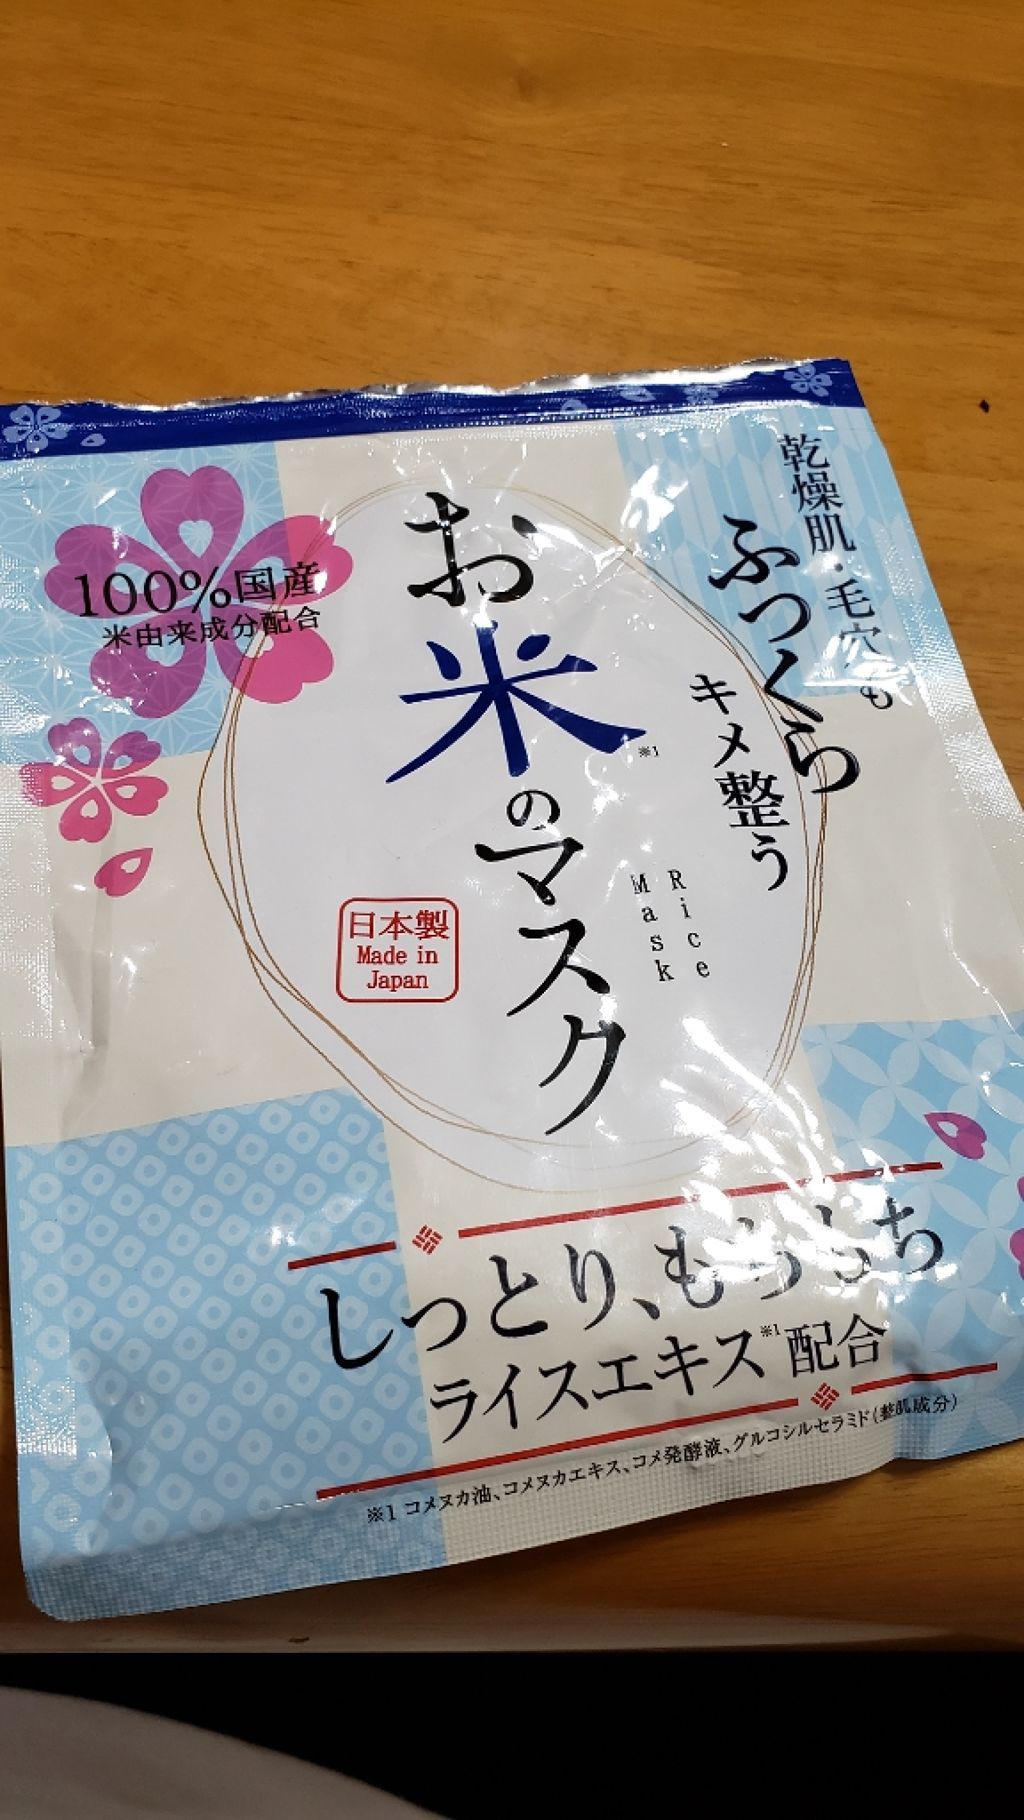 乾燥肌・毛穴も
ふっくら
キメ整う
お米のマスク
※1
Rice
Mask
100%国産
米由来成分配合
日本製
Made in
Japan
しっとり、もちもち
ライスエキス※1配合
※1 コメヌカ油、コメヌカエキス、コメ発酵液、グルコシルセラミド(整肌成分)